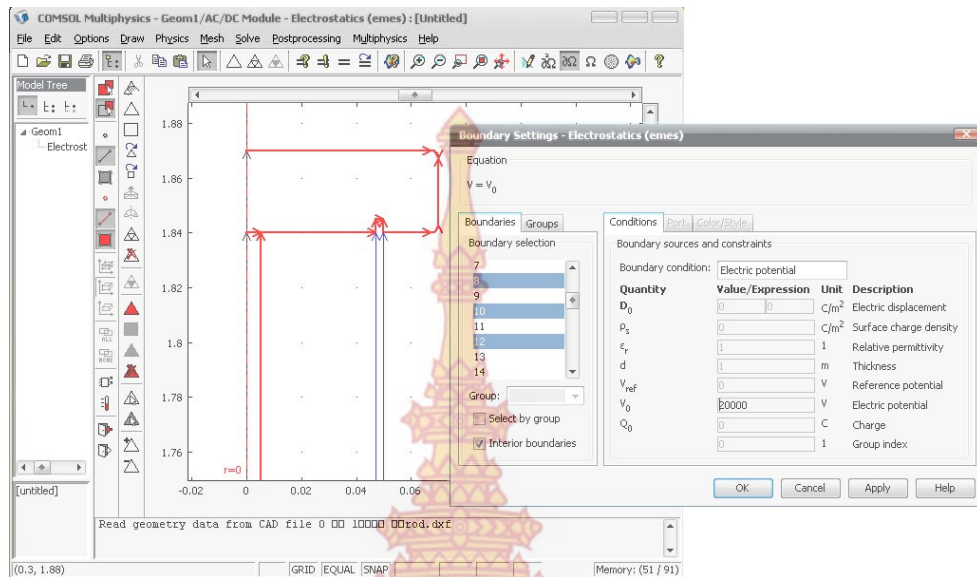 COMSOL Multiphysics - Geom1/AC/DC Module - Electrostatics (emes) : [Untitled]
File Edit Options Draw Physics Mesh Solve Postprocessing Multiphysics Help
Model Tree
Geom1
Electrost
1.88
1.86
1.84
1.82
1.8
1.78
1.76
r=0
-0.02 0 0.02 0.04 0.06
ALL
NONE
[untitled]
Read geometry data from CAD file 0 □□ 10□□□□ □□rod.dxf
(0.3, 1.88)
GRID EQUAL SNAP
Memory: (51 / 91)
Boundary Settings - Electrostatics (emes)
Equation
V = V0
Boundaries Groups
Boundary selection
7
8
9
10
11
12
13
14
Group:
Select by group
Interior boundaries
Conditions Port Color/Style
Boundary sources and constraints
Boundary condition: Electric potential
Quantity Value/Expression Unit Description
D0 0 0 C/m² Electric displacement
ρs 0 C/m² Surface charge density
εr 1 1 Relative permittivity
d 1 m Thickness
Vref 0 V Reference potential
V0 20000 V Electric potential
Q0 0 C Charge
0 1 Group index
OK Cancel Apply Help